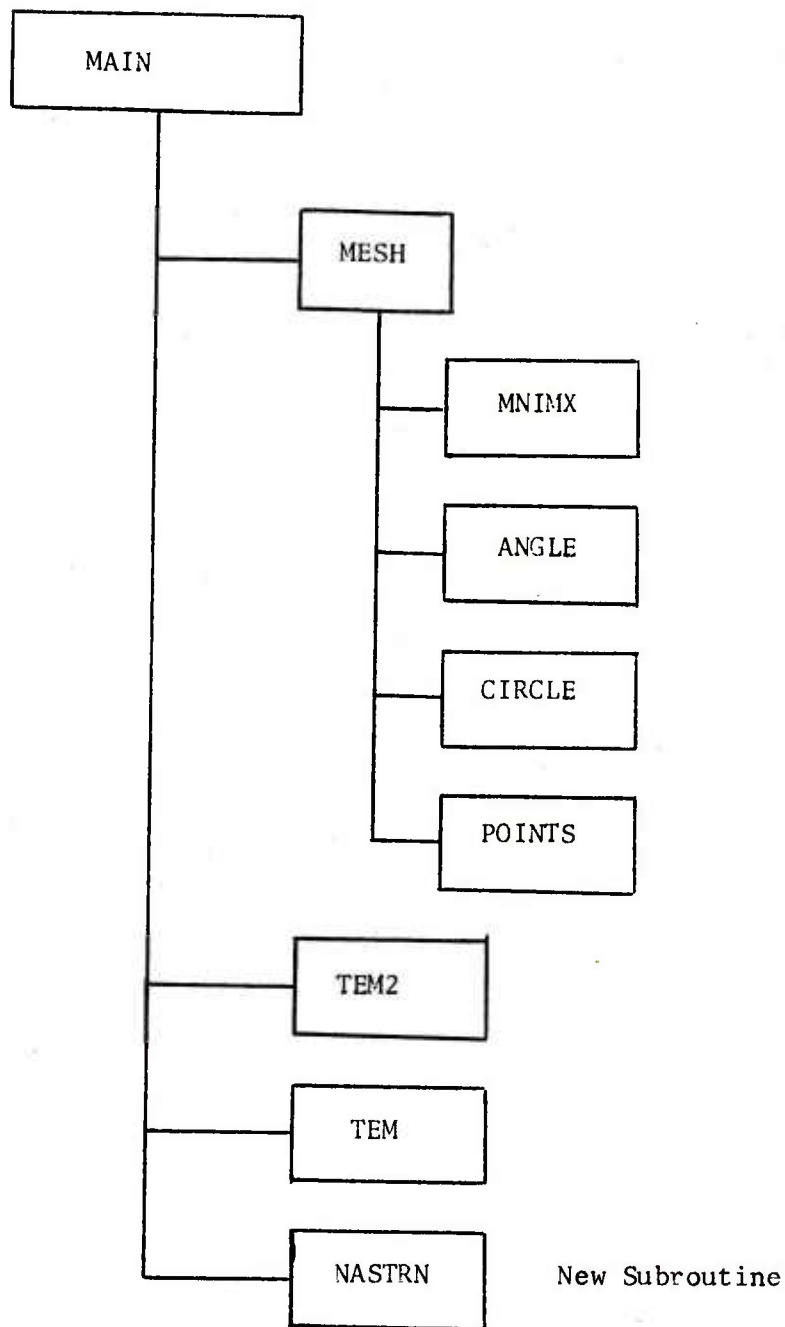 MAIN
MESH
MNIMX
ANGLE
CIRCLE
POINTS
TEM2
TEM
NASTRN New Subroutine